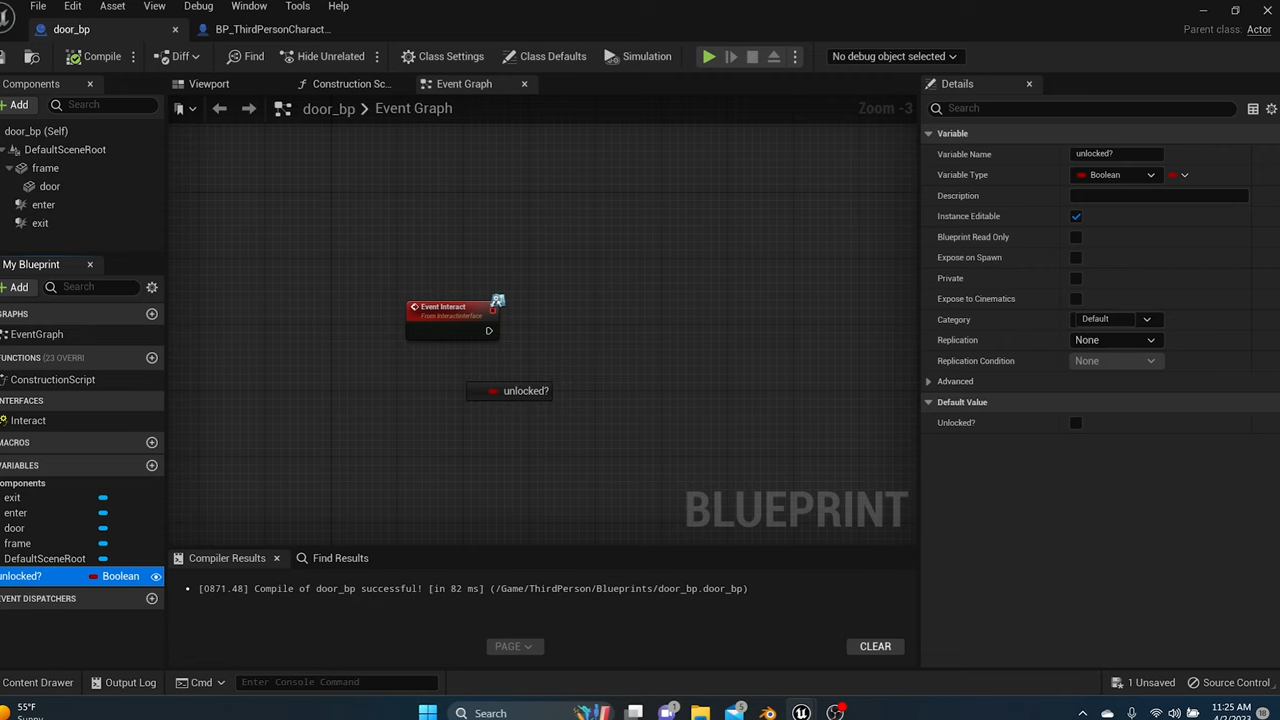 File Edit Asset View Debug Window Tools Help
door_bp BP_ThirdPersonCharact... Parent class: Actor
Compile Diff Find Hide Unrelated Class Settings Class Defaults Simulation No debug object selected
Components
Add Search
door_bp (Self)
DefaultSceneRoot
frame
door
enter
exit
My Blueprint
Add Search
GRAPHS
EventGraph
FUNCTIONS (23 OVERRI
ConstructionScript
INTERFACES
Interact
MACROS
VARIABLES
Components
exit
enter
door
frame
DefaultSceneRoot
unlocked? Boolean
EVENT DISPATCHERS
Viewport Construction Sc... Event Graph
door_bp > Event Graph Zoom -3
Event Interact
From InteractInterface
unlocked?
BLUEPRINT
Compiler Results Find Results
[0871.48] Compile of door_bp successful! [in 82 ms] (/Game/ThirdPerson/Blueprints/door_bp.door_bp)
PAGE CLEAR
Details
Search
Variable
Variable Name unlocked?
Variable Type Boolean
Description
Instance Editable
Blueprint Read Only
Expose on Spawn
Private
Expose to Cinematics
Category Default
Replication None
Replication Condition None
Advanced
Default Value
Unlocked?
Content Drawer Output Log Cmd Enter Console Command 1 Unsaved Source Control
55°F
Sunny
Search
1
5
11:25 AM
4/2/2023